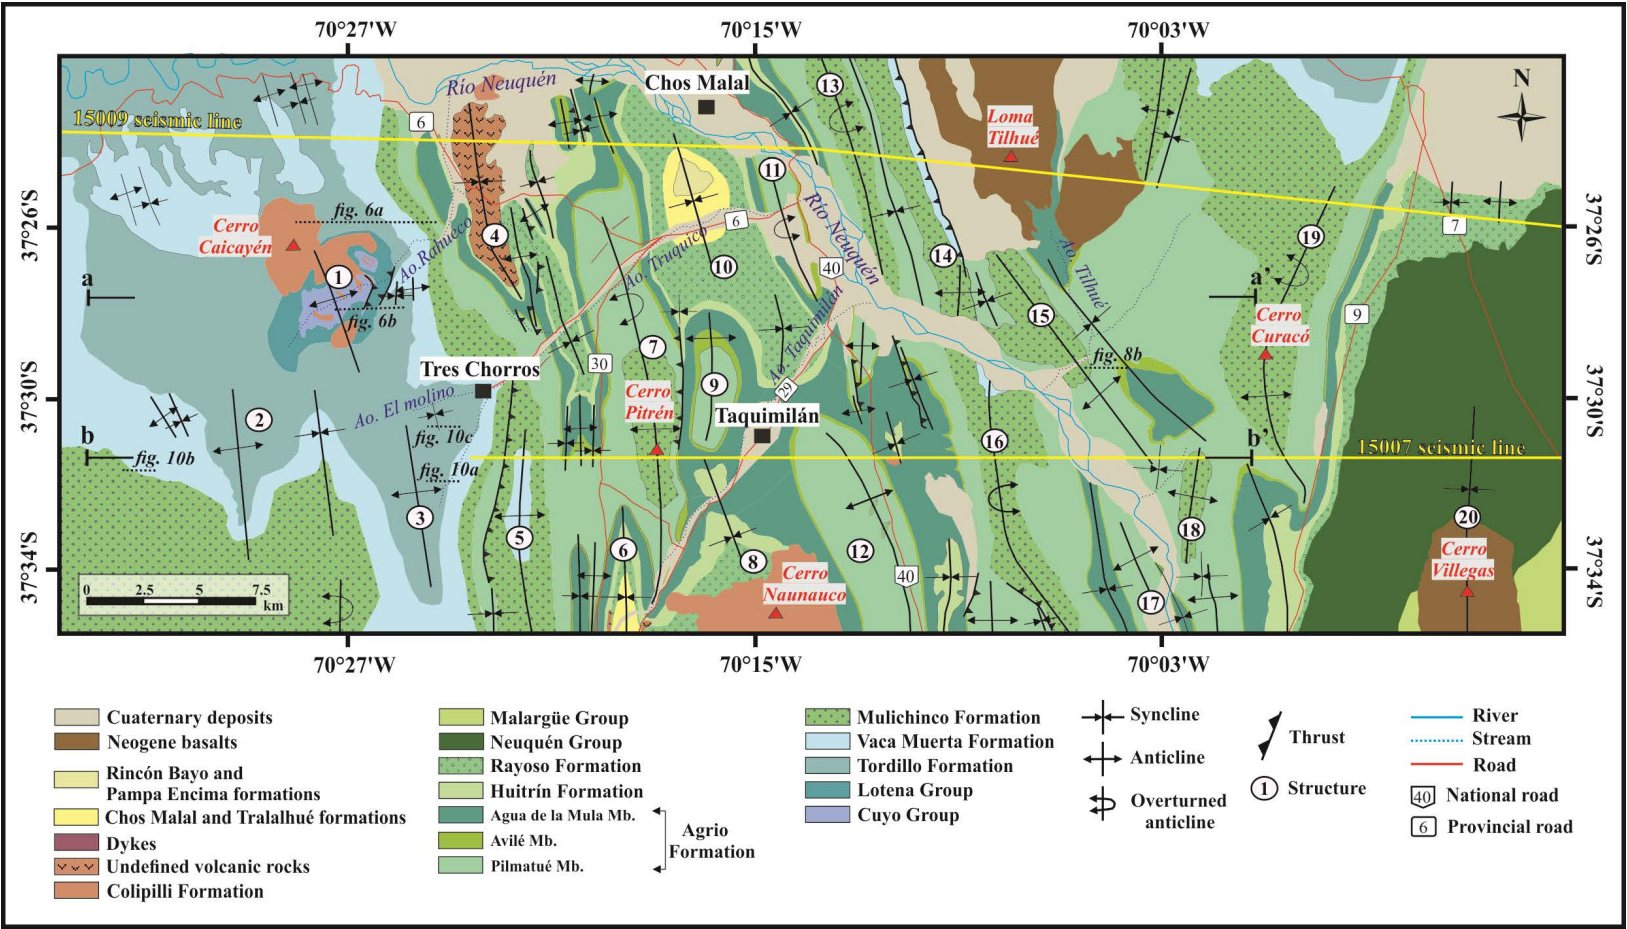 70°27'W
70°15'W
70°03'W
Río Neuquén
Chos Malal
13
N
15009 seismic line
6
Loma
Tilhué
11
37°26'S
fig. 6a
Cerro
Caicayén
Ao. Rahueco
4
6
Río Neuquén
19
7
37°26'S
Ao. Truquico
10
40
14
Ao. Tilhué
a
1
fig. 6b
a'
Cerro
Curacó
9
15
7
30
Ao. Taquimilán
fig. 8b
Tres Chorros
Cerro
Pitrén
9
29
37°30'S
37°30'S
Ao. El molino
2
Taquimilán
b
fig. 10b
fig. 10c
fig. 10a
16
b'
15007 seismic line
3
5
6
8
12
18
20
Cerro
Villegas
37°34'S
37°34'S
0 2.5 5 7.5
km
Cerro
Naunauco
40
17
70°27'W
70°15'W
70°03'W
Cuaternary deposits
Neogene basalts
Rincón Bayo and
Pampa Encima formations
Chos Malal and Tralalhué formations
Dykes
Undefined volcanic rocks
Colipilli Formation
Malargüe Group
Neuquén Group
Rayoso Formation
Huitrín Formation
Agua de la Mula Mb.
Avilé Mb.
Pilmatué Mb.
Agrio
Formation
Mulichinco Formation
Vaca Muerta Formation
Tordillo Formation
Lotena Group
Cuyo Group
Syncline
Anticline
Overturned
anticline
Thrust
1 Structure
River
Stream
Road
40 National road
6 Provincial road